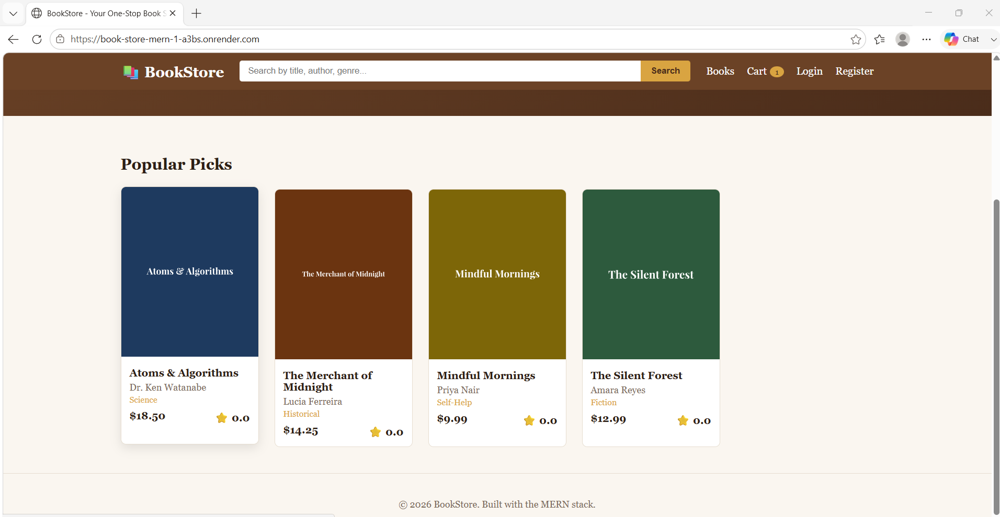 BookStore - Your One-Stop Book
https://book-store-mern-1-a3bs.onrender.com
Chat
BookStore
Search by title, author, genre...
Search
Books
Cart 1
Login
Register
Popular Picks
Atoms & Algorithms
The Merchant of Midnight
Mindful Mornings
The Silent Forest
Atoms & Algorithms
Dr. Ken Watanabe
Science
$18.50
0.0
The Merchant of
Midnight
Lucia Ferreira
Historical
$14.25
0.0
Mindful Mornings
Priya Nair
Self-Help
$9.99
0.0
The Silent Forest
Amara Reyes
Fiction
$12.99
0.0
© 2026 BookStore. Built with the MERN stack.